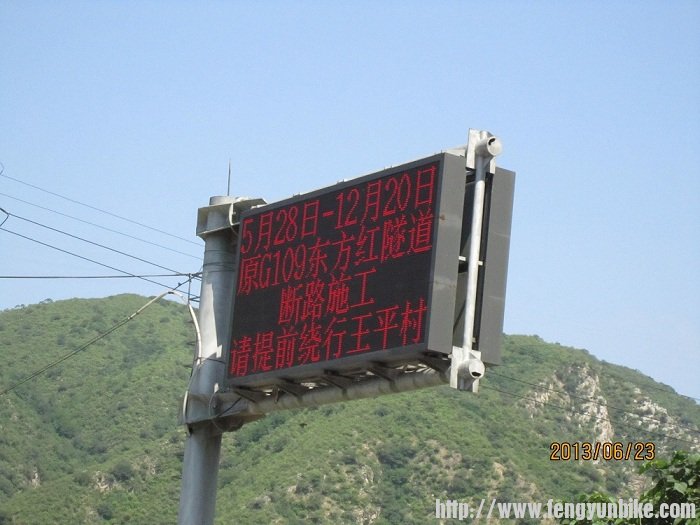 5月28日-12月20日
原G109东方红隧道
断路施工
请提前绕行王平村
2013/06/23
http://www.fengyunbike.com